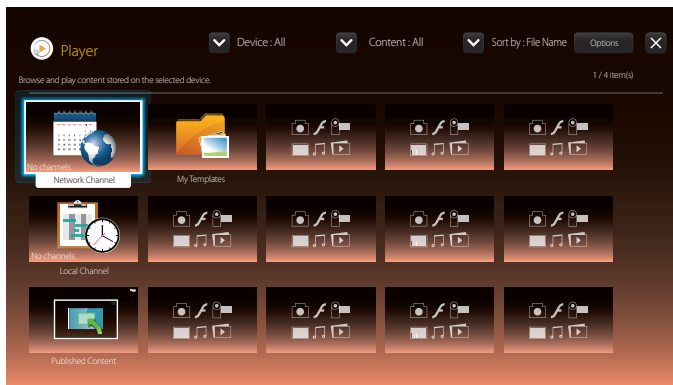 Player
Device : All
Content : All
Sort by : File Name
Options
Browse and play content stored on the selected device.
1 / 4 item(s)
No channels
Network Channel
My Templates
No channels
Local Channel
Published Content